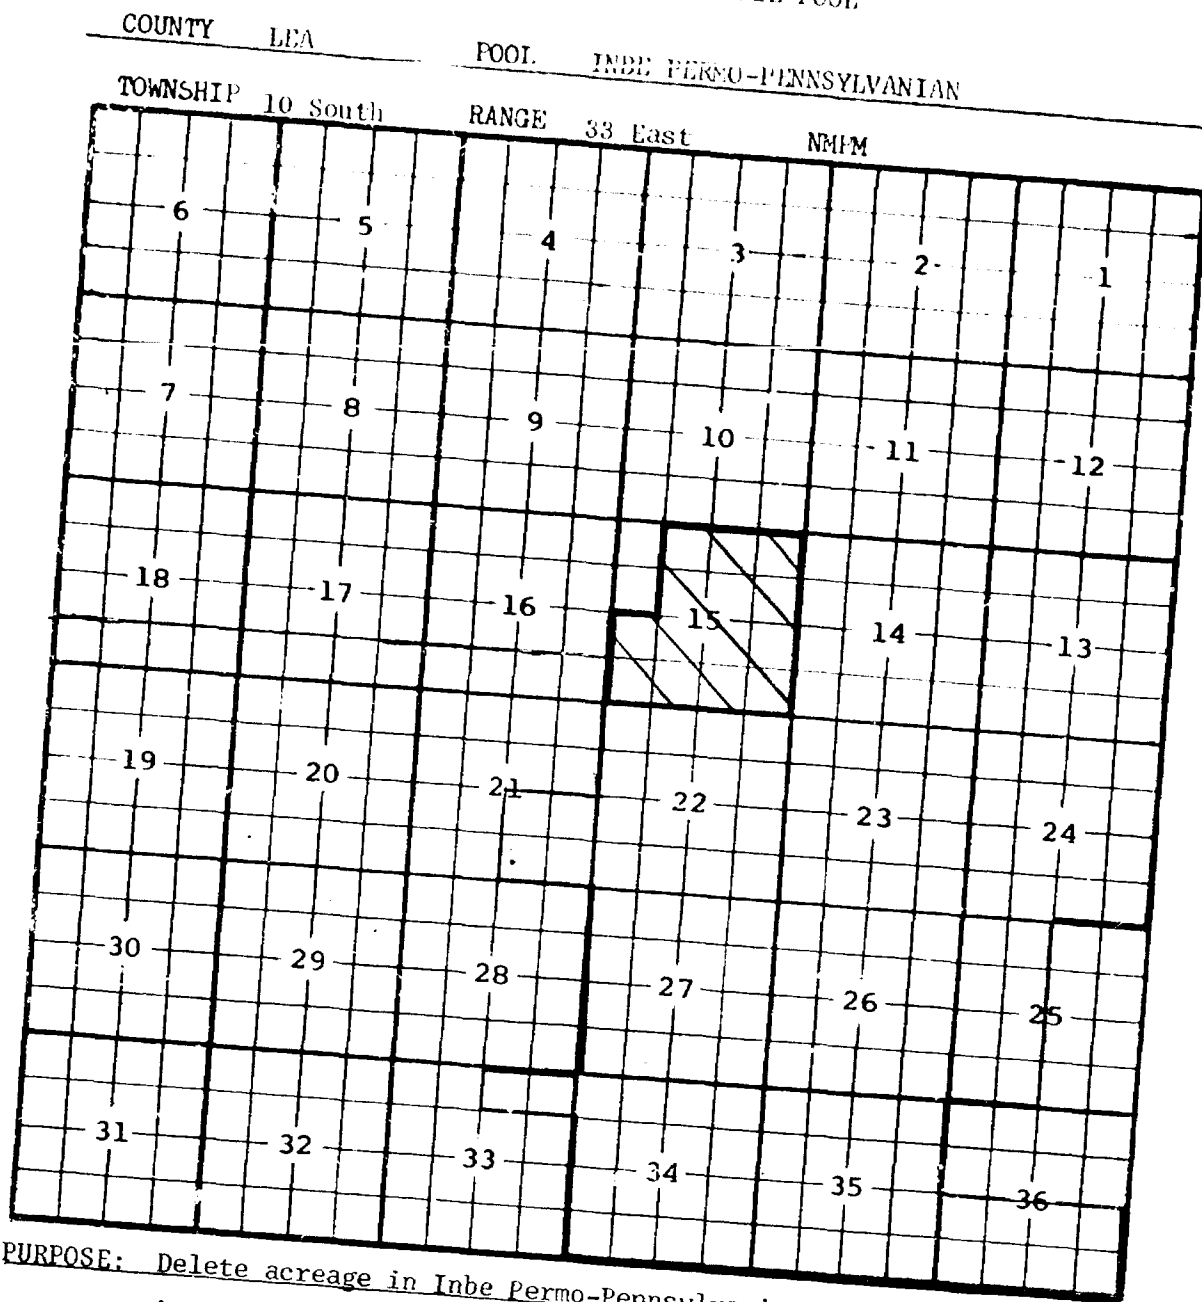 POOL
COUNTY LEA POOL INBE PERMO-PENNSYLVANIAN
TOWNSHIP 10 South RANGE 33 East NMPM
6 5 4 3 2 1
7 8 9 10 11 12
18 17 16 15 14 13
19 20 21 22 23 24
30 29 28 27 26 25
31 32 33 34 35 36
PURPOSE: Delete acreage in Inbe Permo-Pennsylvani